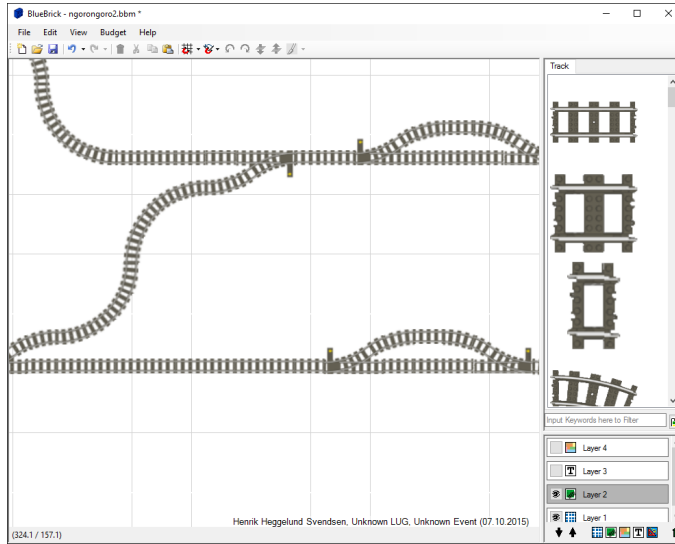 BlueBrick - ngorongoro2.bbm *
File Edit View Budget Help
Track
Input Keywords here to Filter
Layer 4
T Layer 3
Layer 2
Layer 1
Henrik Heggelund Svendsen, Unknown LUG, Unknown Event (07.10.2015)
(324.1 / 157.1)
T